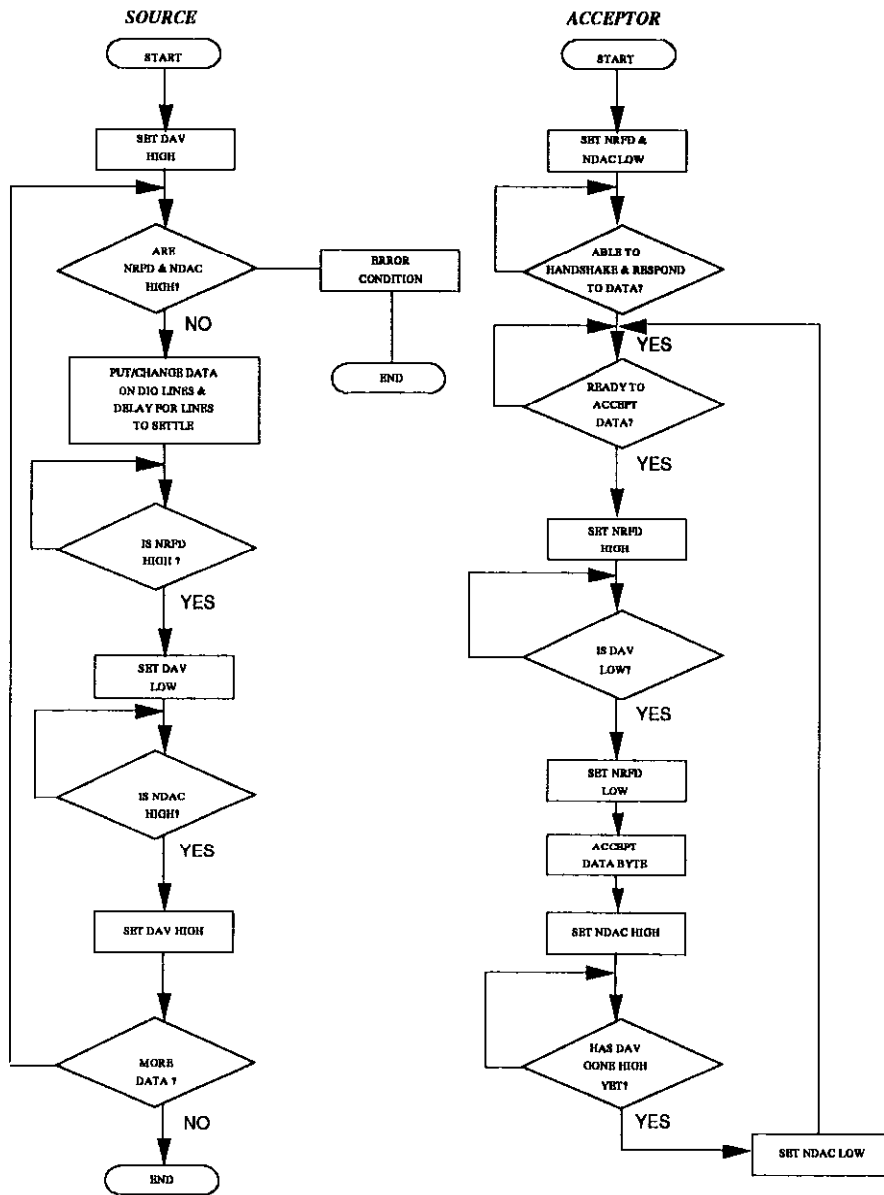 SOURCE
START
SET DAV
HIGH
ARE
NRPD & NDAC
HIGH?
ERROR
CONDITION
END
NO
PUT/CHANGE DATA
ON DIO LINES &
DELAY FOR LINES
TO SETTLE
IS NRFD
HIGH ?
YES
SET DAV
LOW
IS NDAC
HIGH?
YES
SET DAV HIGH
MORE
DATA ?
NO
END
ACCEPTOR
START
SET NRFD &
NDAC LOW
ABLE TO
HANDSHAKE & RESPOND
TO DATA?
YES
READY TO
ACCEPT
DATA?
YES
SET NRFD
HIGH
IS DAV
LOW?
YES
SET NRFD
LOW
ACCEPT
DATA BYTE
SET NDAC HIGH
HAS DAV
GONE HIGH
YET?
YES
SET NDAC LOW